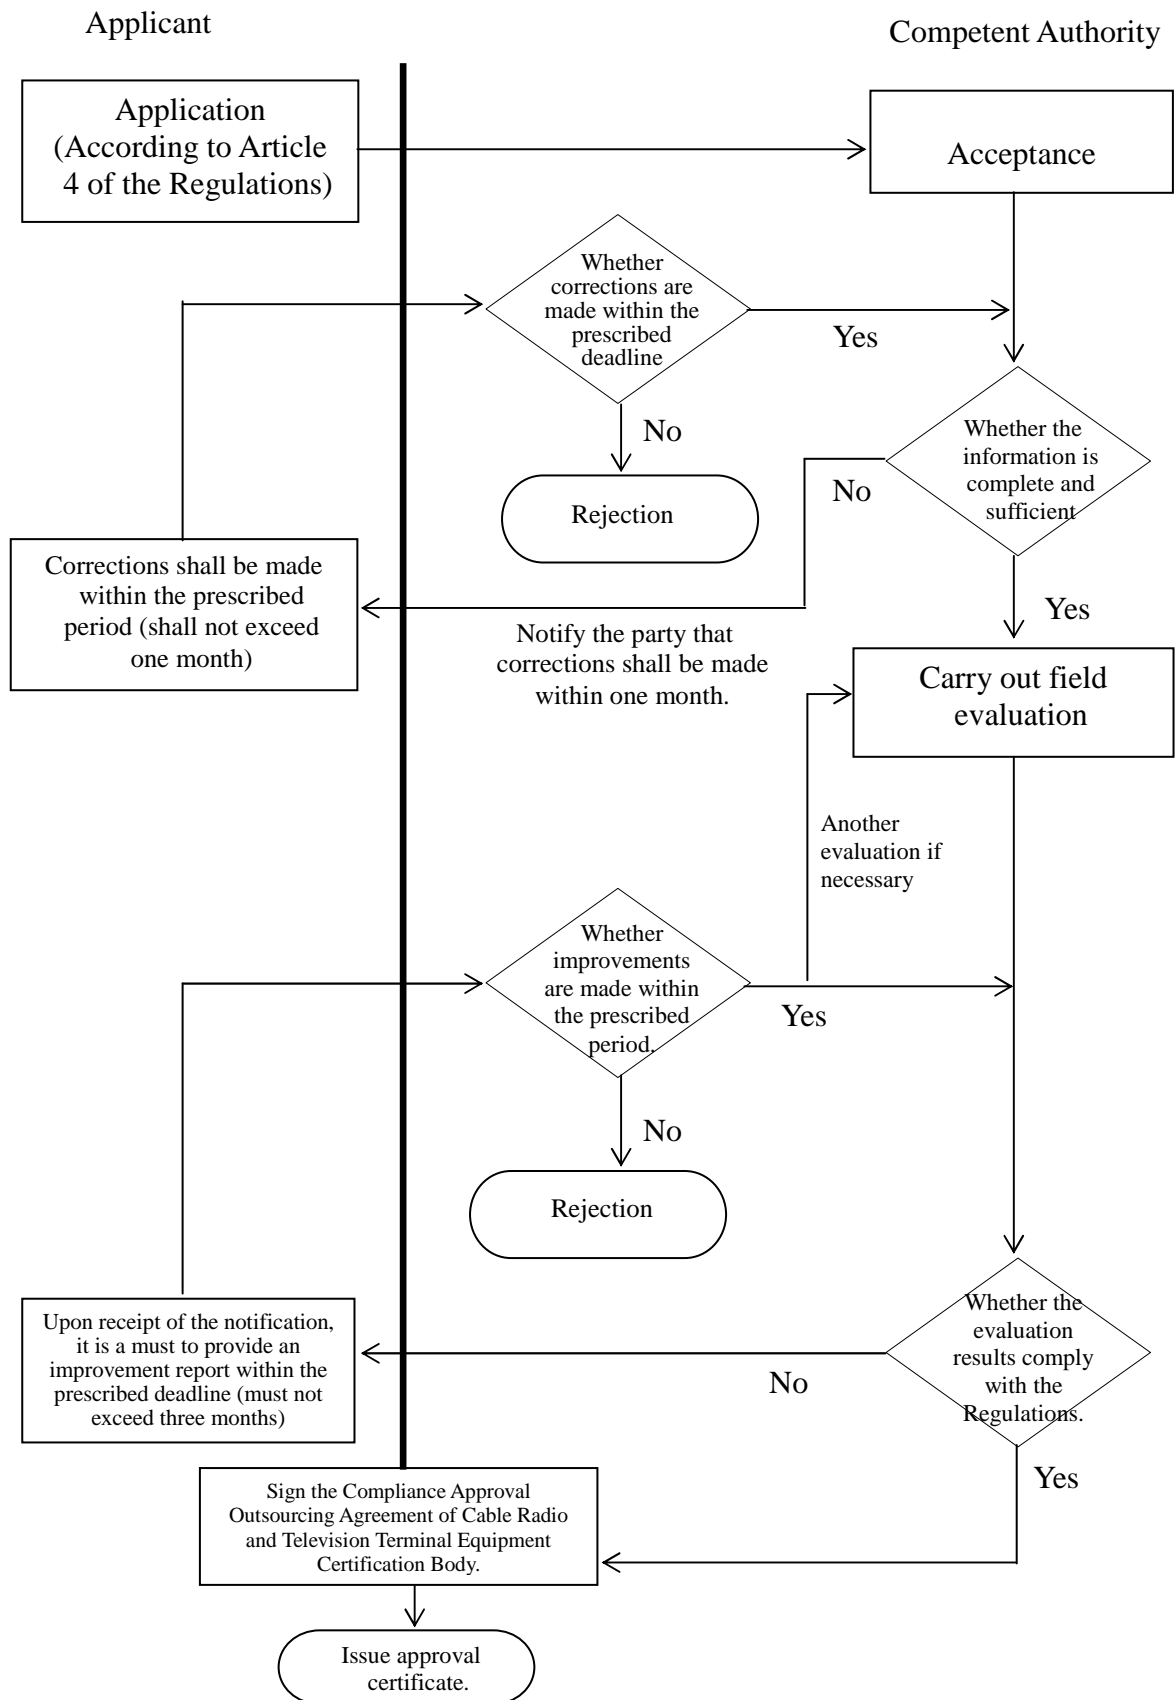 Applicant
Competent Authority
Application
(According to Article
4 of the Regulations)
Acceptance
Whether
corrections are
made within the
prescribed
deadline
Yes
No
Rejection
Whether the
information is
complete and
sufficient
No
Yes
Corrections shall be made
within the prescribed
period (shall not exceed
one month)
Notify the party that
corrections shall be made
within one month.
Carry out field
evaluation
Another
evaluation if
necessary
Whether
improvements
are made within
the prescribed
period.
Yes
No
Rejection
Whether the
evaluation
results comply
with the
Regulations.
No
Yes
Upon receipt of the notification,
it is a must to provide an
improvement report within the
prescribed deadline (must not
exceed three months)
Sign the Compliance Approval
Outsourcing Agreement of Cable Radio
and Television Terminal Equipment
Certification Body.
Issue approval
certificate.